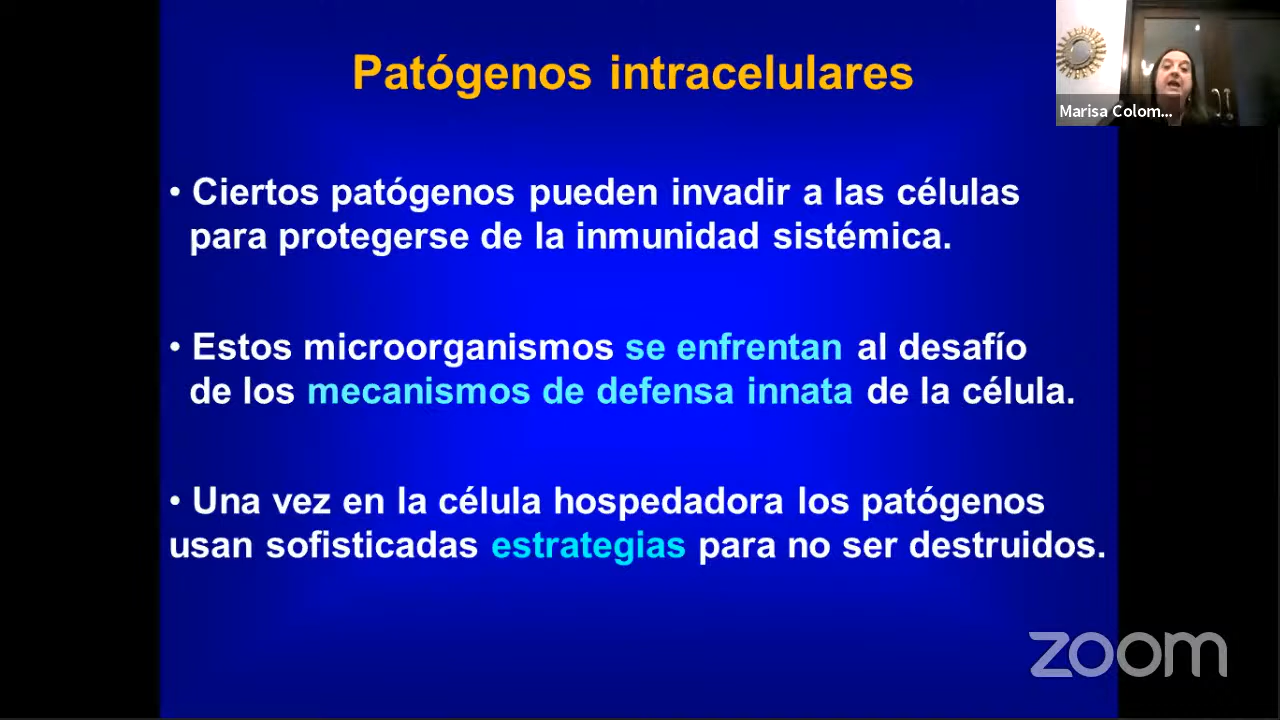 Patógenos intracelulares
Marisa Colom...
• Ciertos patógenos pueden invadir a las células
para protegerse de la inmunidad sistémica.
• Estos microorganismos se enfrentan al desafío
de los mecanismos de defensa innata de la célula.
• Una vez en la célula hospedadora los patógenos
usan sofisticadas estrategias para no ser destruidos.
zoom